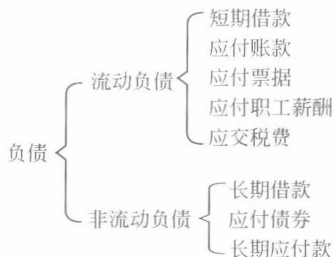 短期借款
应付账款
流动负债
应付票据
应付职工薪酬
应交税费
负债
长期借款
非流动负债
应付债券
长期应付款